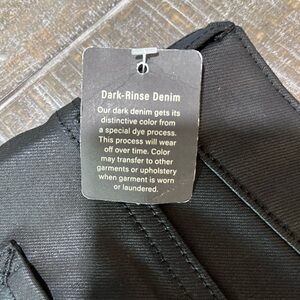 Dark-Rinse Denim
Our dark denim gets its
distinctive color from
a special dye process.
This process will wear
off over time. Color
may transfer to other
garments or upholstery
when garment is worn
or laundered.